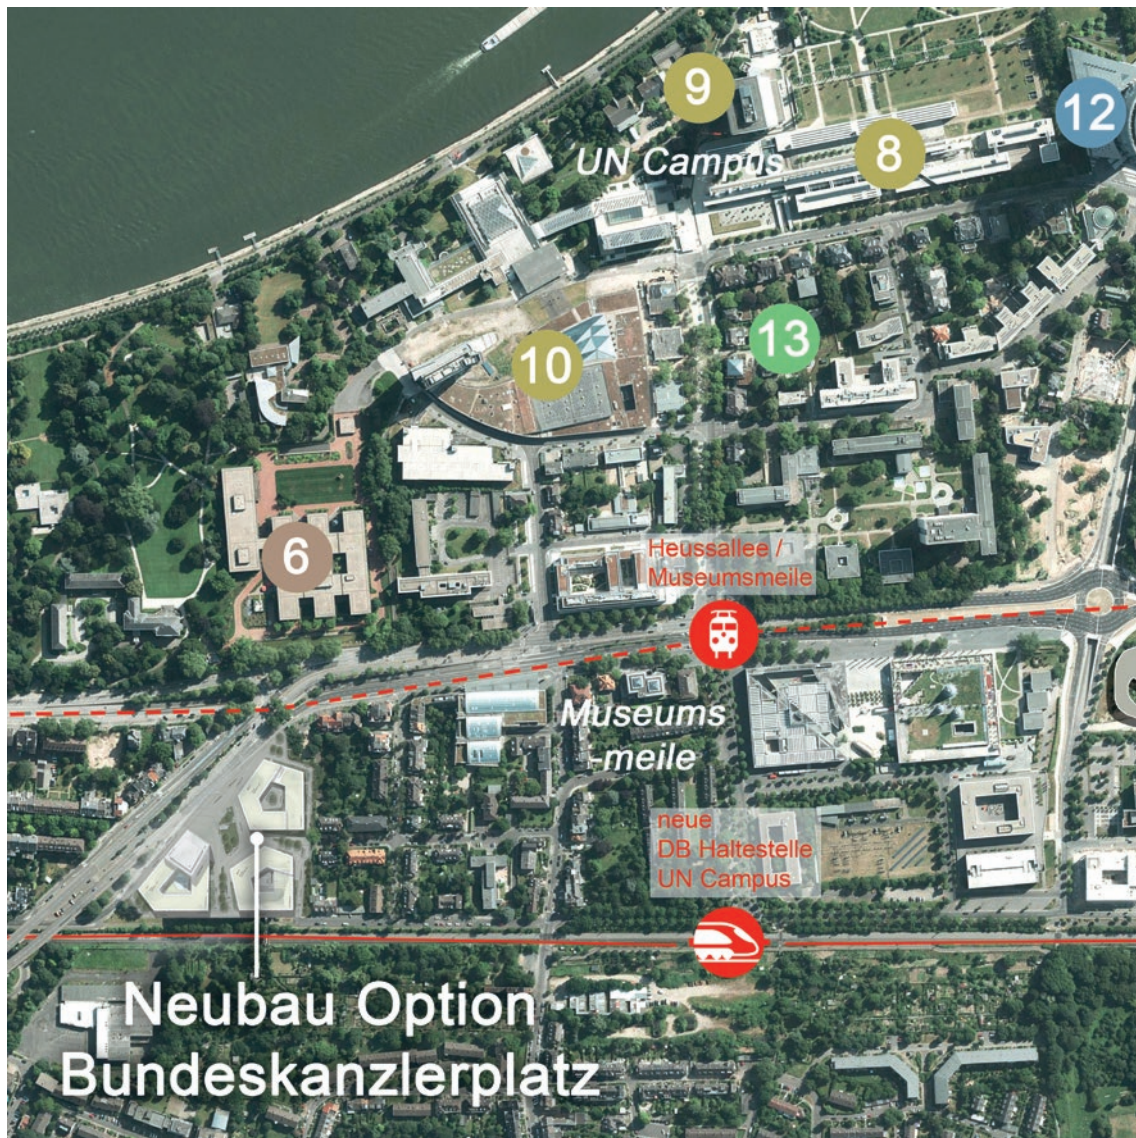 9
12
8
UN Campus
13
10
6
Heussallee /
Museumsmeile
Museums
-meile
neue
DB Haltestelle
UN Campus
Neubau Option
Bundeskanzlerplatz